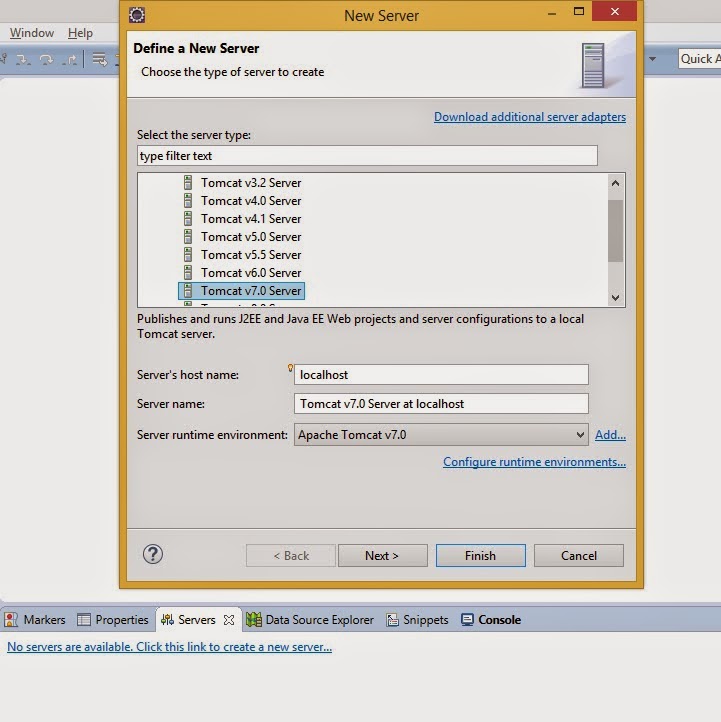 New Server
Window Help
Define a New Server
Choose the type of server to create
Quick A
Download additional server adapters
Select the server type:
type filter text
Tomcat v3.2 Server
Tomcat v4.0 Server
Tomcat v4.1 Server
Tomcat v5.0 Server
Tomcat v5.5 Server
Tomcat v6.0 Server
Tomcat v7.0 Server
Publishes and runs J2EE and Java EE Web projects and server configurations to a local
Tomcat server.
Server's host name: localhost
Server name: Tomcat v7.0 Server at localhost
Server runtime environment: Apache Tomcat v7.0 Add...
Configure runtime environments...
< Back Next > Finish Cancel
Markers Properties Servers Data Source Explorer Snippets Console
No servers are available. Click this link to create a new server...